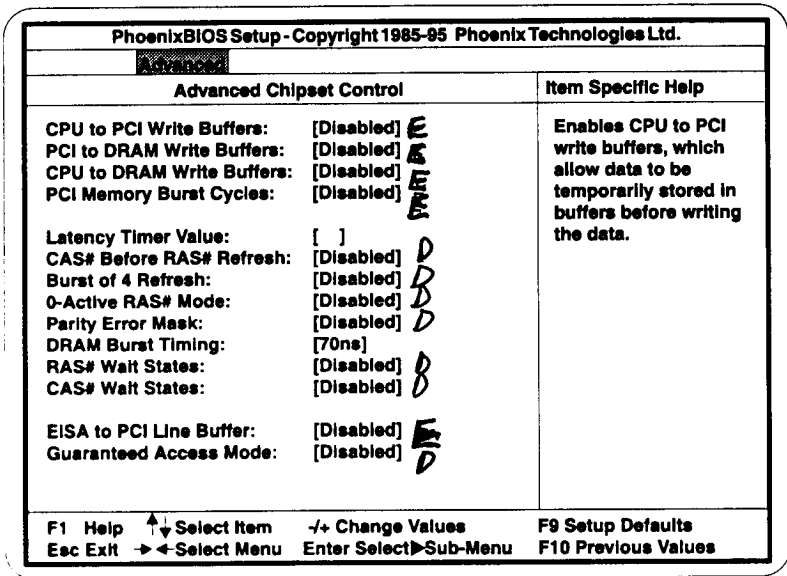 PhoenixBIOS Setup - Copyright 1985-95 Phoenix Technologies Ltd.
Advanced
Advanced Chipset Control
Item Specific Help
CPU to PCI Write Buffers: [Disabled] E
PCI to DRAM Write Buffers: [Disabled]
CPU to DRAM Write Buffers: [Disabled]
PCI Memory Burst Cycles: [Disabled]
Latency Timer Value: [ ]
CAS# Before RAS# Refresh: [Disabled] D
Burst of 4 Refresh: [Disabled] D
0-Active RAS# Mode: [Disabled] D
Parity Error Mask: [Disabled] D
DRAM Burst Timing: [70ns]
RAS# Wait States: [Disabled] D
CAS# Wait States: [Disabled] D
EISA to PCI Line Buffer: [Disabled] E
Guaranteed Access Mode: [Disabled] D
Enables CPU to PCI
write buffers, which
allow data to be
temporarily stored in
buffers before writing
the data.
F1 Help ↑↓ Select Item -/+ Change Values F9 Setup Defaults
Esc Exit →← Select Menu Enter Select▶Sub-Menu F10 Previous Values